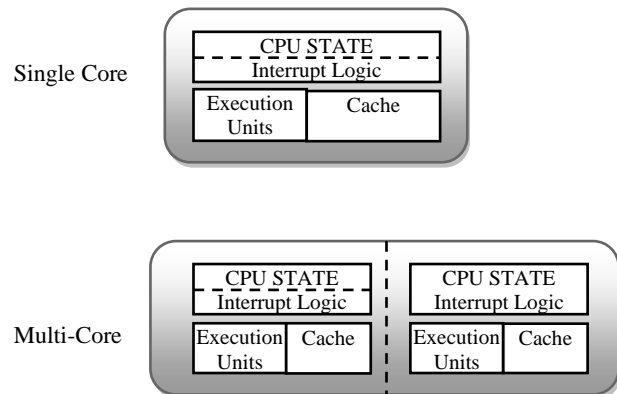 Single Core
CPU STATE
Interrupt Logic
Execution
Units
Cache
Multi-Core
CPU STATE
Interrupt Logic
Execution
Units
Cache
CPU STATE
Interrupt Logic
Execution
Units
Cache